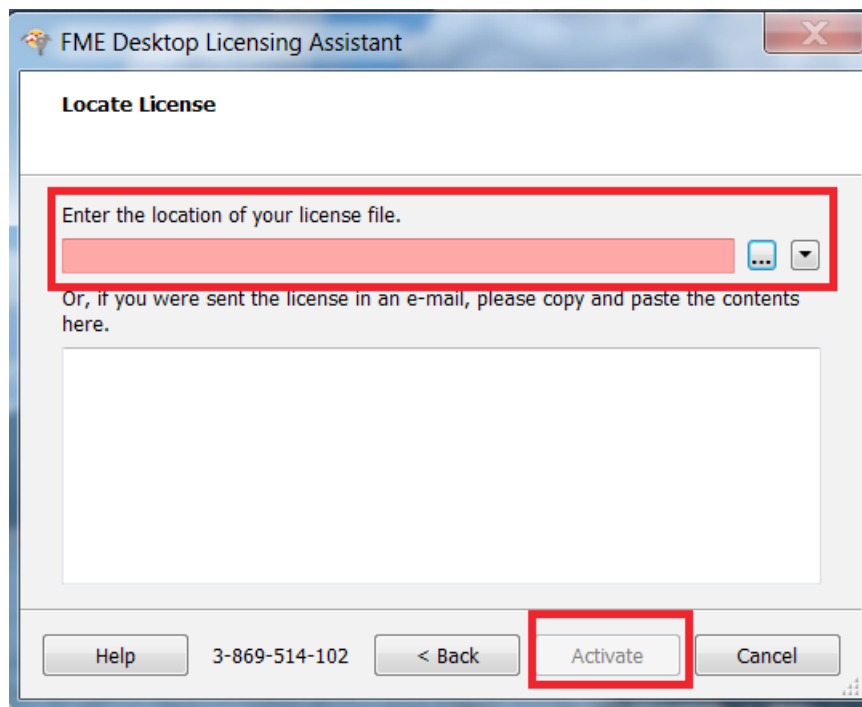 FME Desktop Licensing Assistant
Locate License
Enter the location of your license file.
...
Or, if you were sent the license in an e-mail, please copy and paste the contents
here.
Help 3-869-514-102 < Back Activate Cancel